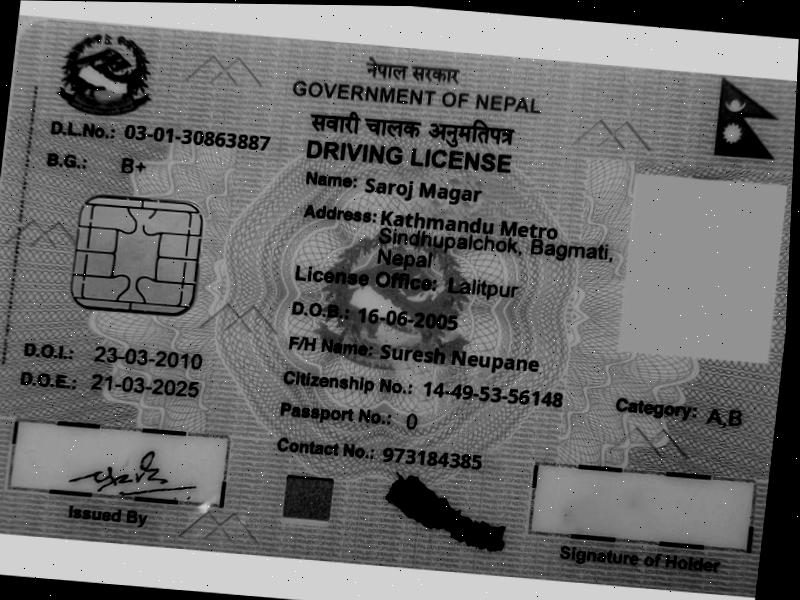 नेपाल सरकार
GOVERNMENT OF NEPAL
सवारी चालक अनुमतिपत्र
DRIVING LICENSE
D.L.No.: 03-01-30863887
B.G.: B+
Name: Saroj Magar
Address: Kathmandu Metro
Sindhupalchok, Bagmati,
Nepal
License Office: Lalitpur
D.O.B.: 16-06-2005
F/H Name: Suresh Neupane
D.O.I.: 23-03-2010
D.O.E.: 21-03-2025
Citizenship No.: 14-49-53-56148
Passport No.: 0
Contact No.: 973184385
Category: A,B
Issued By
Signature of Holder